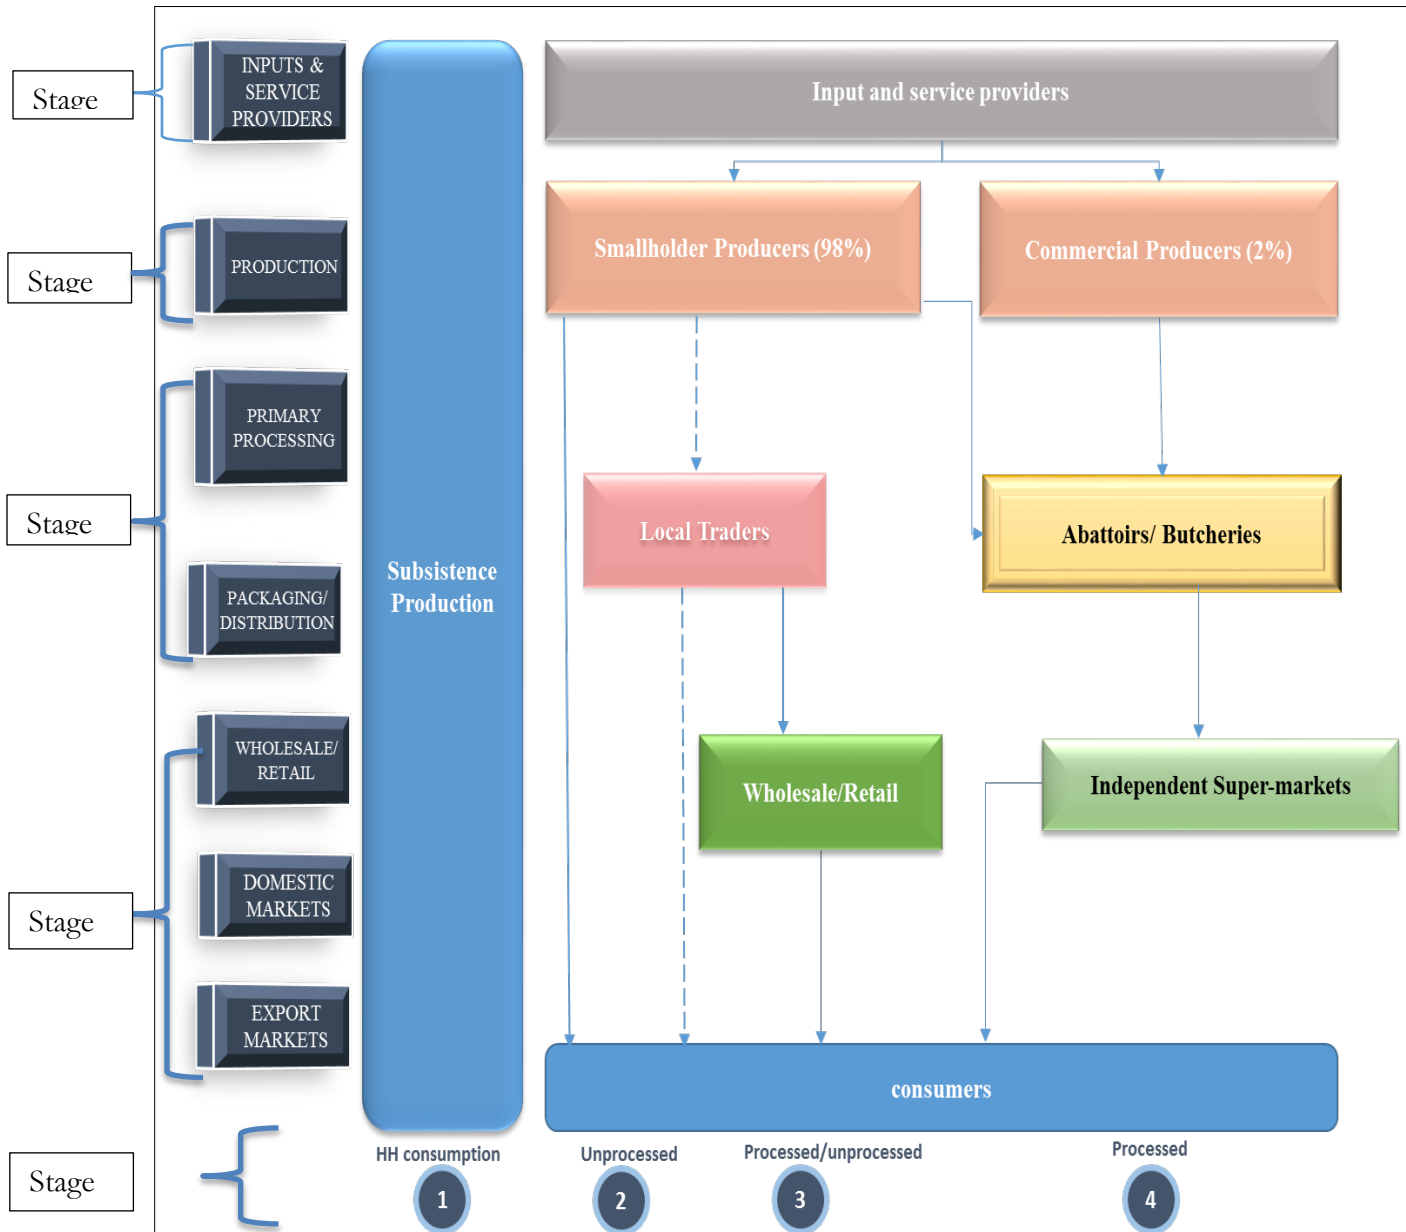 Stage
INPUTS &
SERVICE
PROVIDERS
Input and service providers
Stage
PRODUCTION
Smallholder Producers (98%)
Commercial Producers (2%)
Stage
PRIMARY
PROCESSING
PACKAGING/
DISTRIBUTION
Subsistence
Production
Local Traders
Abattoirs/ Butcheries
Stage
WHOLESALE/
RETAIL
DOMESTIC
MARKETS
EXPORT
MARKETS
Wholesale/Retail
Independent Super-markets
consumers
Stage
HH consumption
1
Unprocessed
2
Processed/unprocessed
3
Processed
4